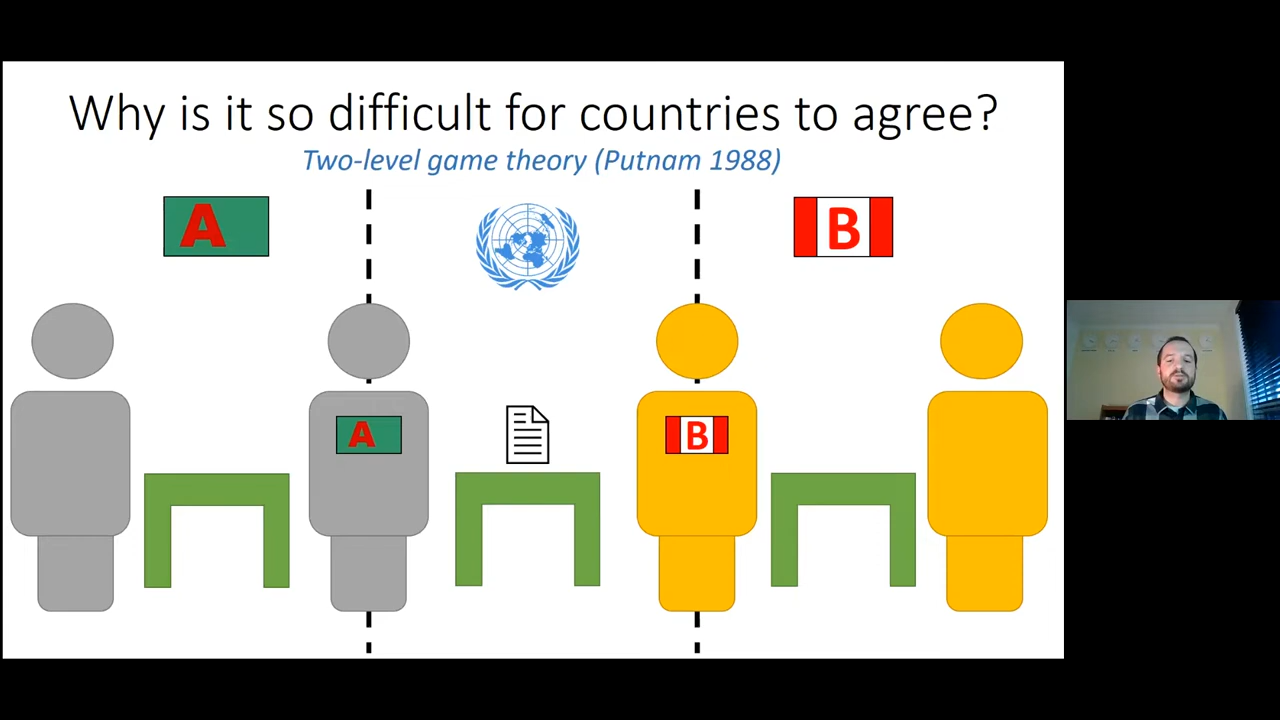 Why is it so difficult for countries to agree?
Two-level game theory (Putnam 1988)
A
B
A
B